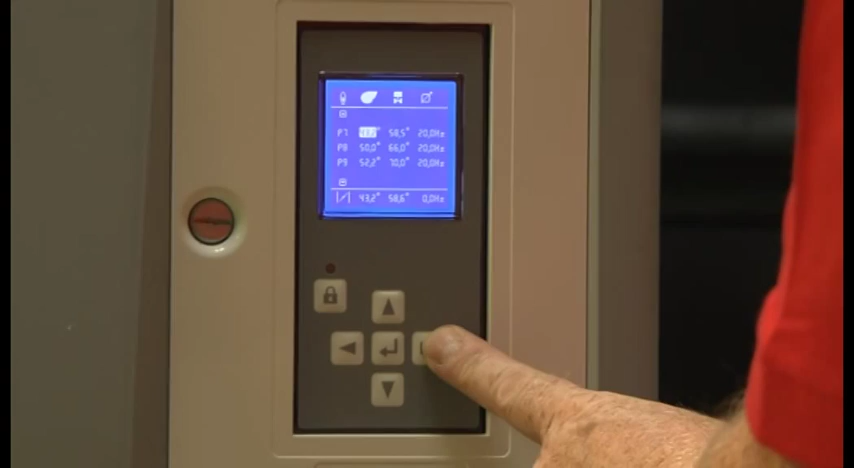 P7 58,5° 20,0Hz
P8 50,0° 66,0° 20,0Hz
P9 52,2° 70,0° 20,0Hz
43,2° 58,6° 0,0Hz